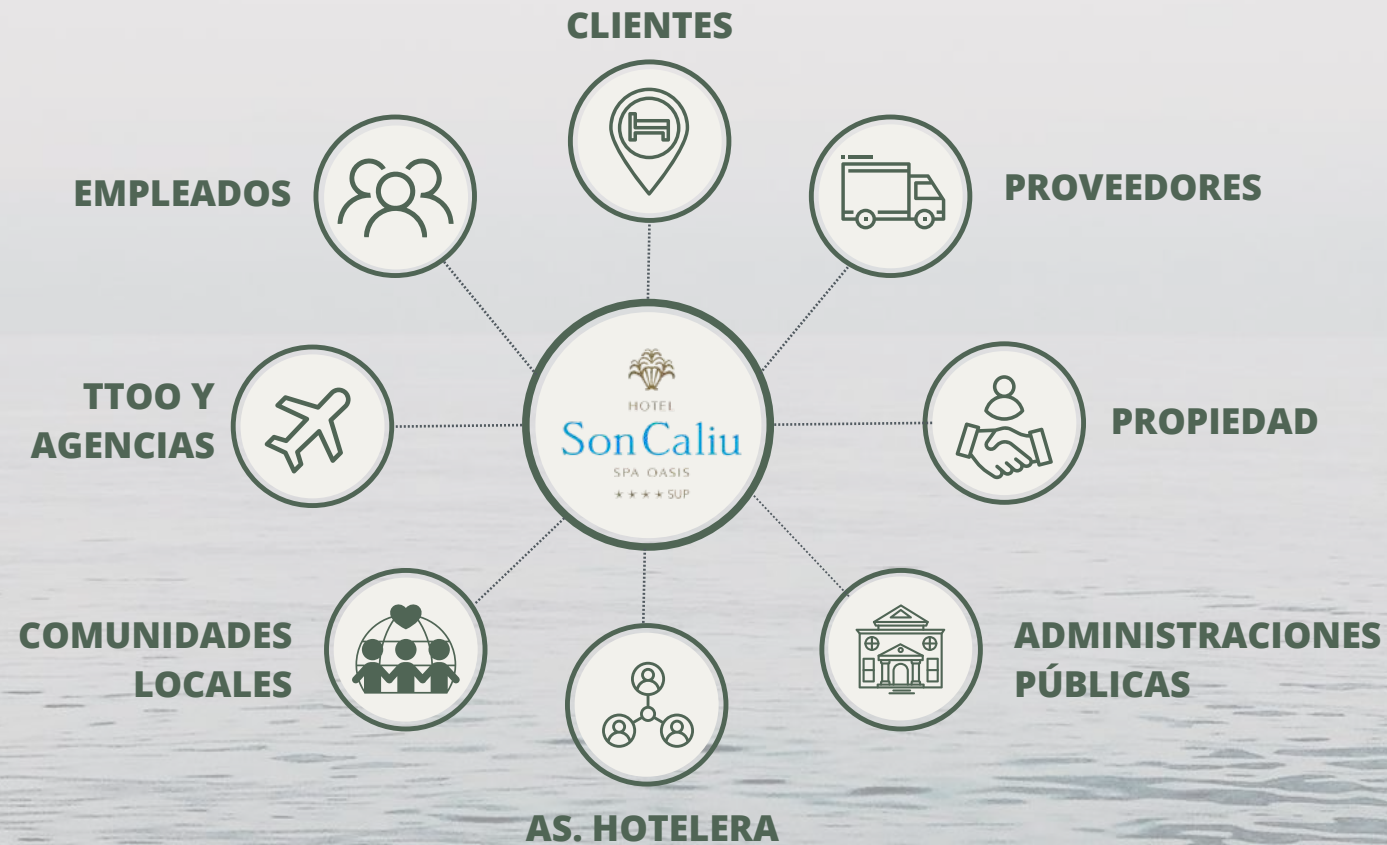 CLIENTES
EMPLEADOS
PROVEEDORES
TTOO Y
AGENCIAS
HOTEL
Son Caliu
SPA OASIS
★★★★ SUP
PROPIEDAD
COMUNIDADES
LOCALES
ADMINISTRACIONES
PÚBLICAS
AS. HOTELERA